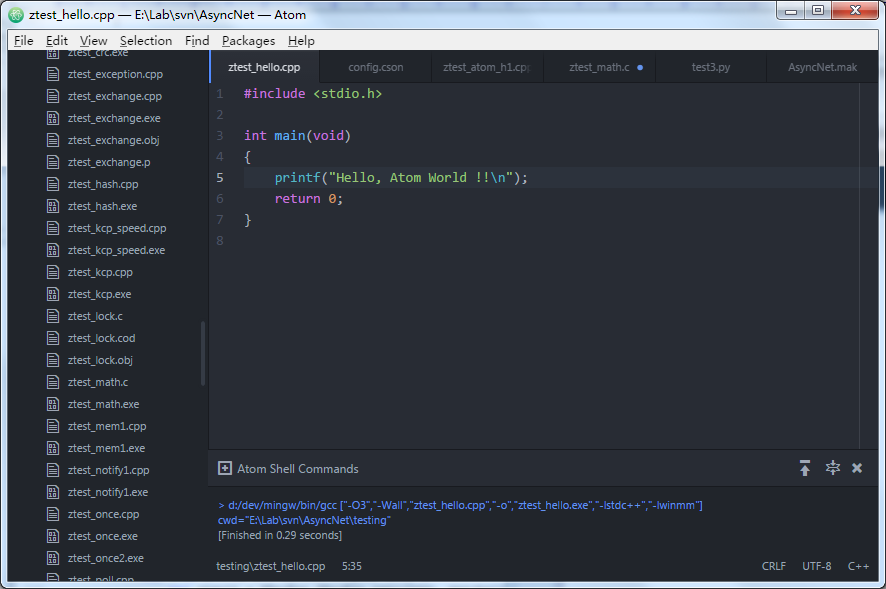 ztest_hello.cpp — E:\Lab\svn\AsyncNet — Atom
File Edit View Selection Find Packages Help
ztest_crc.exe
ztest_exception.cpp
ztest_exchange.cpp
ztest_exchange.exe
ztest_exchange.obj
ztest_exchange.p
ztest_hash.cpp
ztest_hash.exe
ztest_kcp_speed.cpp
ztest_kcp_speed.exe
ztest_kcp.cpp
ztest_kcp.exe
ztest_lock.c
ztest_lock.cod
ztest_lock.obj
ztest_math.c
ztest_math.exe
ztest_mem1.cpp
ztest_mem1.exe
ztest_notify1.cpp
ztest_notify1.exe
ztest_once.cpp
ztest_once.exe
ztest_once2.exe
ztest_poll.cpp
ztest_hello.cpp config.cson ztest_atom_h1.cpp ztest_math.c test3.py AsyncNet.mak
1 #include <stdio.h>
2
3 int main(void)
4 {
5 printf("Hello, Atom World !!\n");
6 return 0;
7 }
8
Atom Shell Commands
> d:/dev/mingw/bin/gcc ["-O3","-Wall","ztest_hello.cpp","-o","ztest_hello.exe","-lstdc++","-lwinmm"]
cwd="E:\Lab\svn\AsyncNet\testing"
[Finished in 0.29 seconds]
testing\ztest_hello.cpp 5:35 CRLF UTF-8 C++